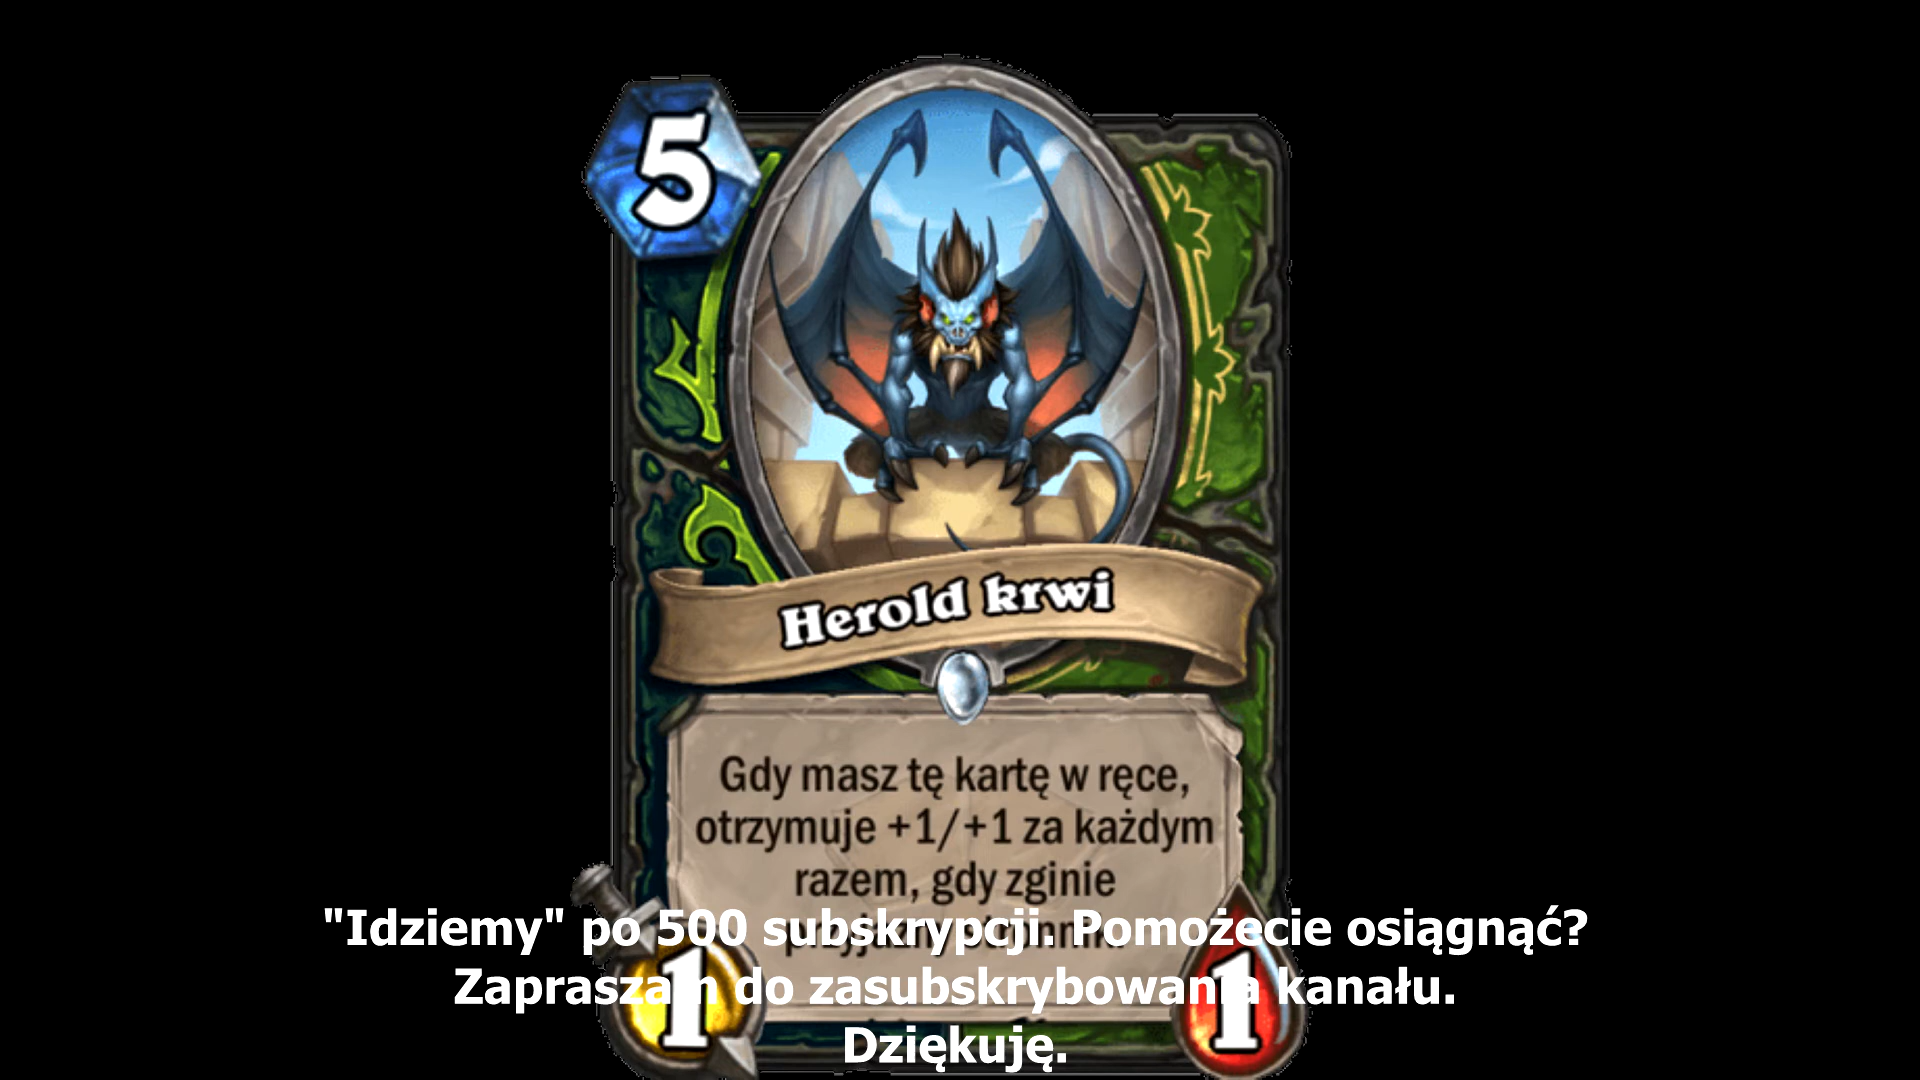 5
Herold krwi
Gdy masz tę kartę w ręce,
otrzymuje +1/+1 za każdym
razem, gdy zginie
"Idziemy" po 500 subskrypcji. Pomożecie osiągnąć?
Zapraszam do zasubskrybowania kanału.
Dziękuję.
1
1